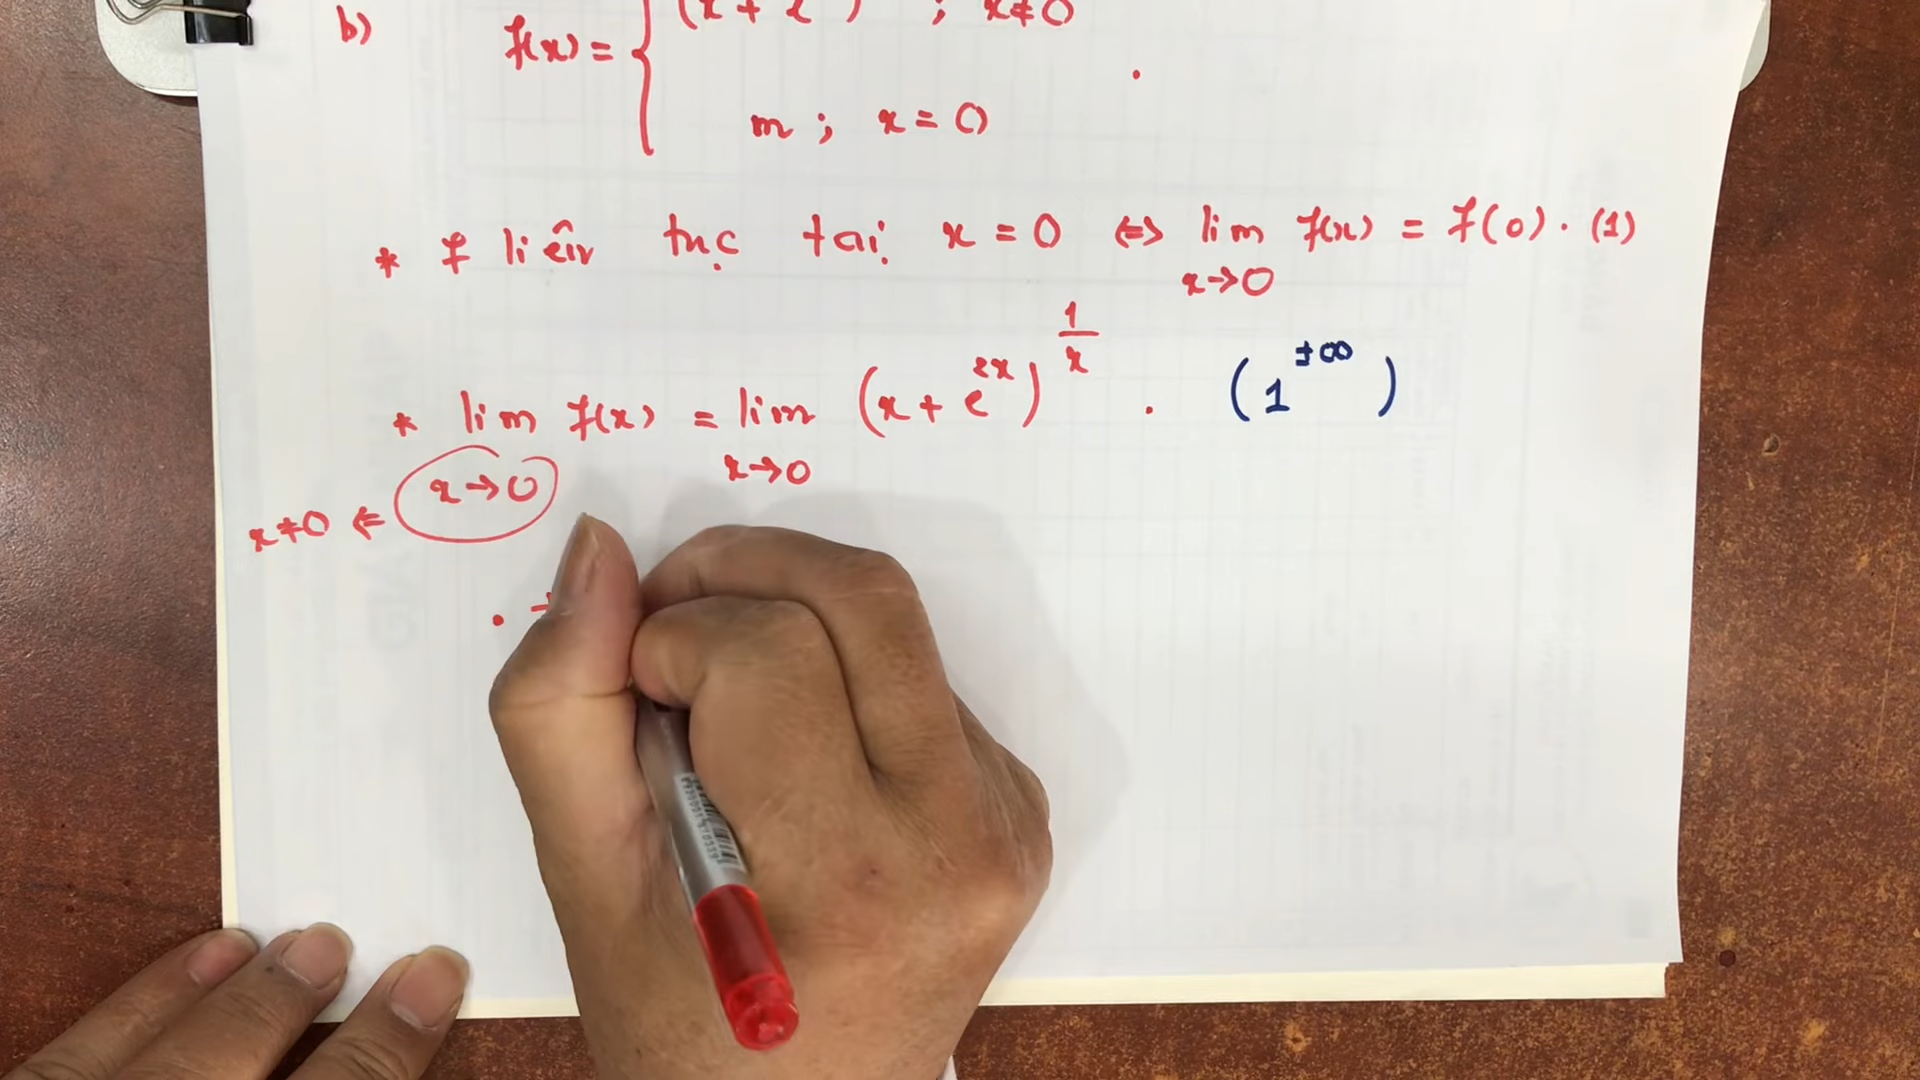 b) f(x) = { (x + e ) ; x ≠ 0
m ; x = 0
* f liên tục tại x = 0 ⇔ lim f(x) = f(0) . (1)
x→0
* lim f(x) = lim (x + e^{2x})^{1/x} . (1^{±∞})
x→0 x→0
x≠0 ⇐